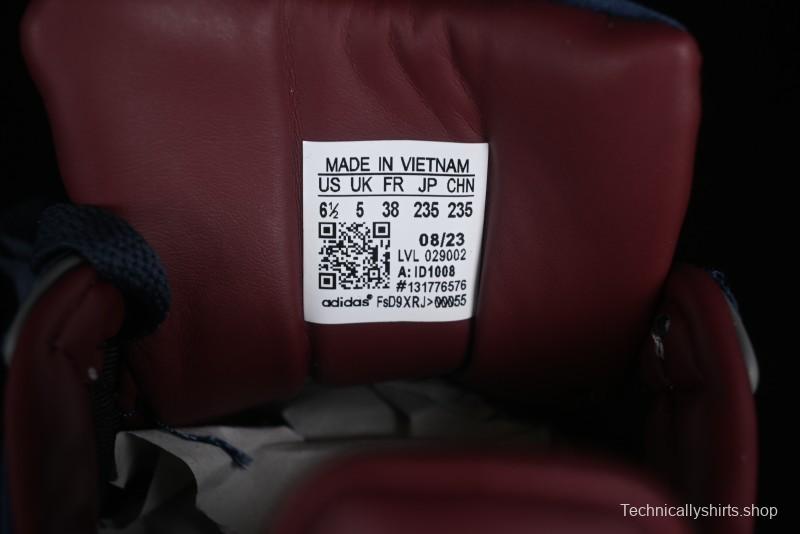 MADE IN VIETNAM
US UK FR JP CHN
6½ 5 38 235 235
08/23
LVL 029002
A: ID1008
#131776576
adidas® FsD9XRJ>00055
Technicallyshirts.shop